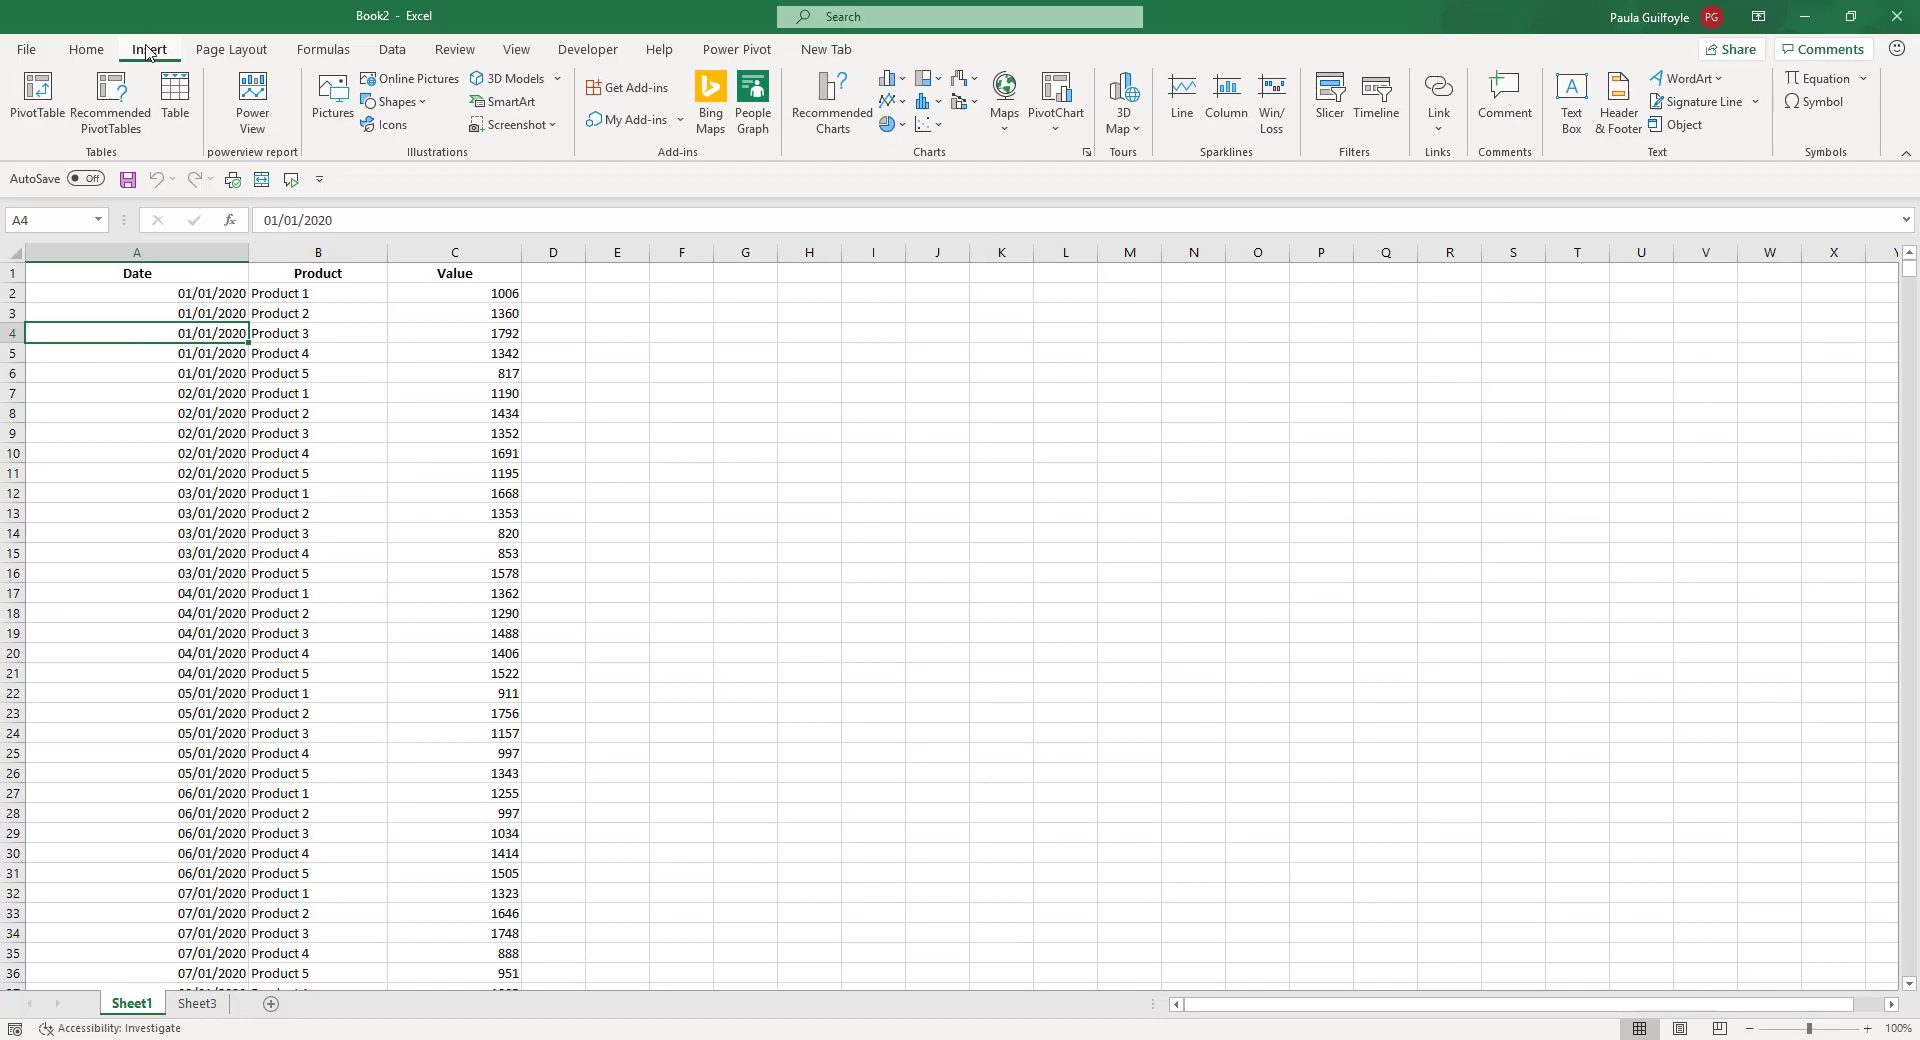 Book2 - Excel
Search
Paula Guilfoyle PG
File Home Insert Page Layout Formulas Data Review View Developer Help Power Pivot New Tab Share Comments
PivotTable Recommended PivotTables Table
Tables
Power View
powerview report
Pictures Online Pictures Shapes Icons 3D Models SmartArt Screenshot
Illustrations
Get Add-ins My Add-ins Bing Maps People Graph
Add-ins
Recommended Charts Maps PivotChart
Charts
3D Map
Tours
Line Column Win/Loss
Sparklines
Slicer Timeline
Filters
Link
Links
Comment
Comments
Text Box Header & Footer WordArt Signature Line Object
Text
Equation Symbol
Symbols
AutoSave Off
A4 fx 01/01/2020
A B C D E F G H I J K L M N O P Q R S T U V W X
1 Date Product Value
2 01/01/2020 Product 1 1006
3 01/01/2020 Product 2 1360
4 01/01/2020 Product 3 1792
5 01/01/2020 Product 4 1342
6 01/01/2020 Product 5 817
7 02/01/2020 Product 1 1190
8 02/01/2020 Product 2 1434
9 02/01/2020 Product 3 1352
10 02/01/2020 Product 4 1691
11 02/01/2020 Product 5 1195
12 03/01/2020 Product 1 1668
13 03/01/2020 Product 2 1353
14 03/01/2020 Product 3 820
15 03/01/2020 Product 4 853
16 03/01/2020 Product 5 1578
17 04/01/2020 Product 1 1362
18 04/01/2020 Product 2 1290
19 04/01/2020 Product 3 1488
20 04/01/2020 Product 4 1406
21 04/01/2020 Product 5 1522
22 05/01/2020 Product 1 911
23 05/01/2020 Product 2 1756
24 05/01/2020 Product 3 1157
25 05/01/2020 Product 4 997
26 05/01/2020 Product 5 1343
27 06/01/2020 Product 1 1255
28 06/01/2020 Product 2 997
29 06/01/2020 Product 3 1034
30 06/01/2020 Product 4 1414
31 06/01/2020 Product 5 1505
32 07/01/2020 Product 1 1323
33 07/01/2020 Product 2 1646
34 07/01/2020 Product 3 1748
35 07/01/2020 Product 4 888
36 07/01/2020 Product 5 951
Sheet1 Sheet3
Accessibility: Investigate
100%